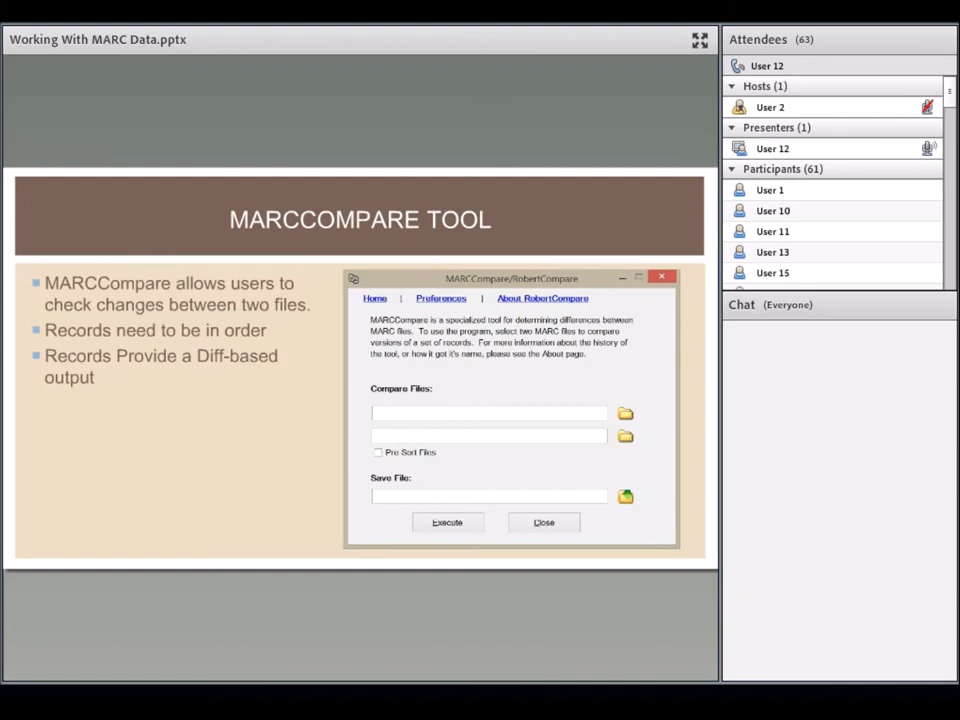 Working With MARC Data.pptx
MARCCOMPARE TOOL
MARCCompare allows users to
check changes between two files.
Records need to be in order
Records Provide a Diff-based
output
MARCCompare/RobertCompare
Home | Preferences | About RobertCompare
MARCCompare is a specialized tool for determining differences between
MARC files. To use the program, select two MARC files to compare
versions of a set of records. For more information about the history of
the tool, or how it got it's name, please see the About page.
Compare Files:
Pre Sort Files
Save File:
Execute Close
Attendees (63)
User 12
Hosts (1)
User 2
Presenters (1)
User 12
Participants (61)
User 1
User 10
User 11
User 13
User 15
Chat (Everyone)